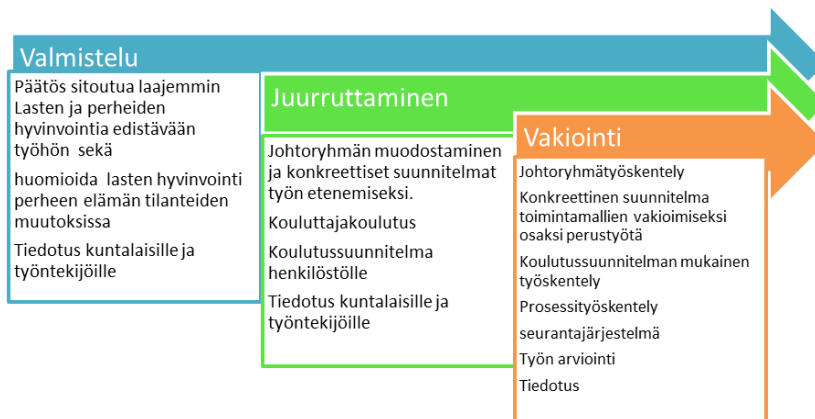 Valmistelu
Päätös sitoutua laajemmin
Lasten ja perheiden
hyvinvointia edistävään
työhön sekä
huomioida lasten hyvinvointi
perheen elämän tilanteiden
muutoksissa
Tiedotus kuntalaisille ja
työntekijöille
Juurruttaminen
Johtoryhmän muodostaminen
ja konkreettiset suunnitelmat
työn etenemiseksi.
Kouluttajakoulutus
Koulutussuunnitelma
henkilöstölle
Tiedotus kuntalaisille ja
työntekijöille
Vakiointi
Johtoryhmätyöskentely
Konkreettinen suunnitelma
toimintamallien vakioimiseksi
osaksi perustyötä
Koulutussuunnitelman mukainen
työskentely
Prosessityöskentely
seurantajärjestelmä
Työn arviointi
Tiedotus